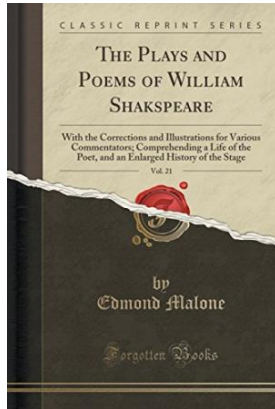 CLASSIC REPRINT SERIES
THE PLAYS AND
POEMS OF WILLIAM
SHAKSPEARE
With the Corrections and Illustrations for Various
Commentators; Comprehending a Life of the
Poet, and an Enlarged History of the Stage
Vol. 21
by
Edmond Malone
Forgotten Books